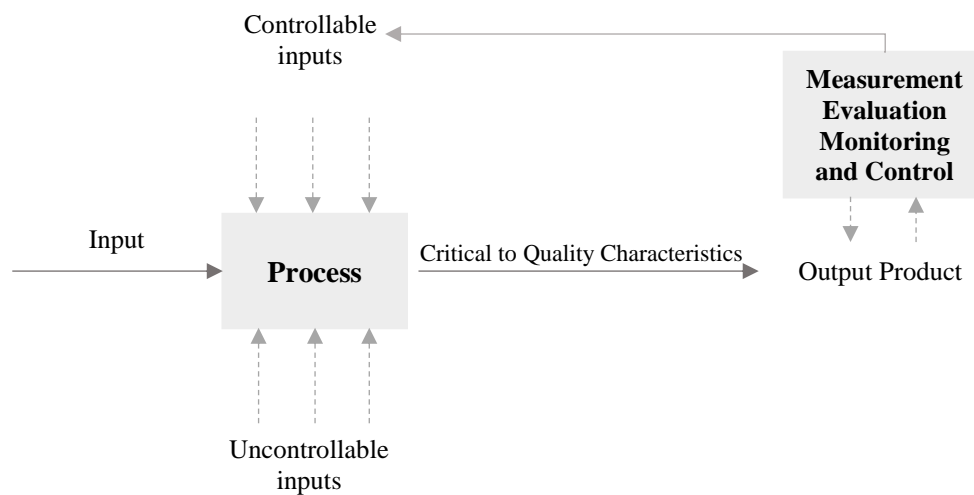 Controllable
inputs
Measurement
Evaluation
Monitoring
and Control
Input
Process
Critical to Quality Characteristics
Output Product
Uncontrollable
inputs